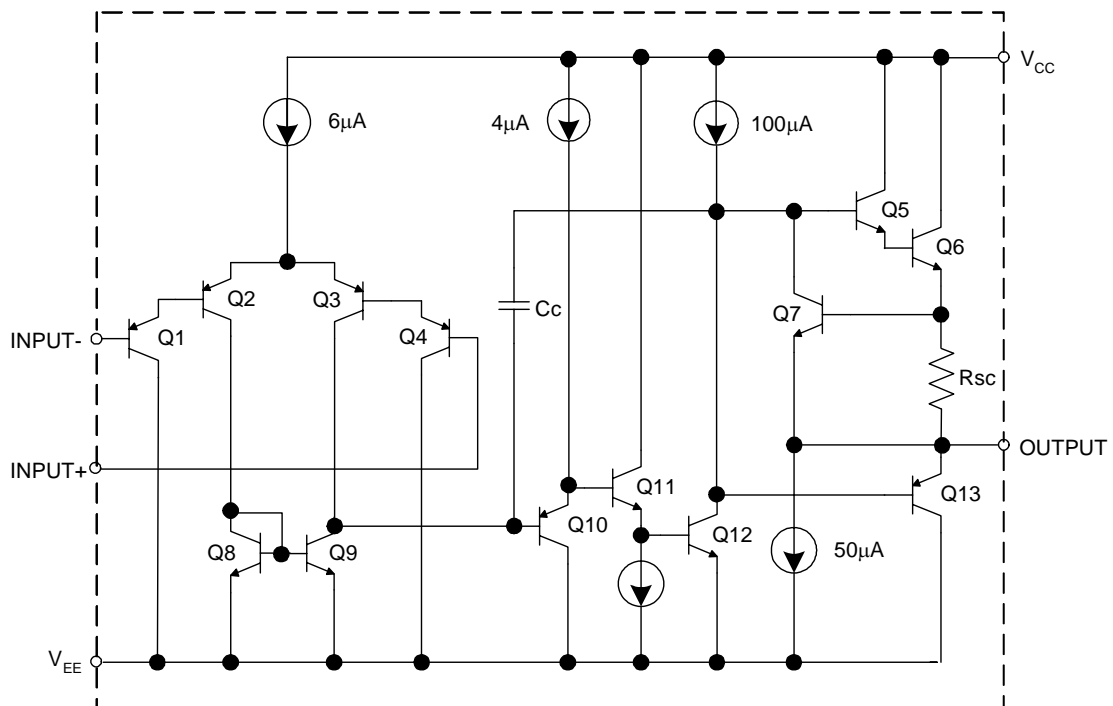 V_CC
6μA
4μA
100μA
Q5
Q6
Q2
Q3
Cc
Q7
INPUT-
Q1
Q4
Rsc
OUTPUT
INPUT+
Q11
Q13
Q10
Q12
Q8
Q9
50μA
V_EE